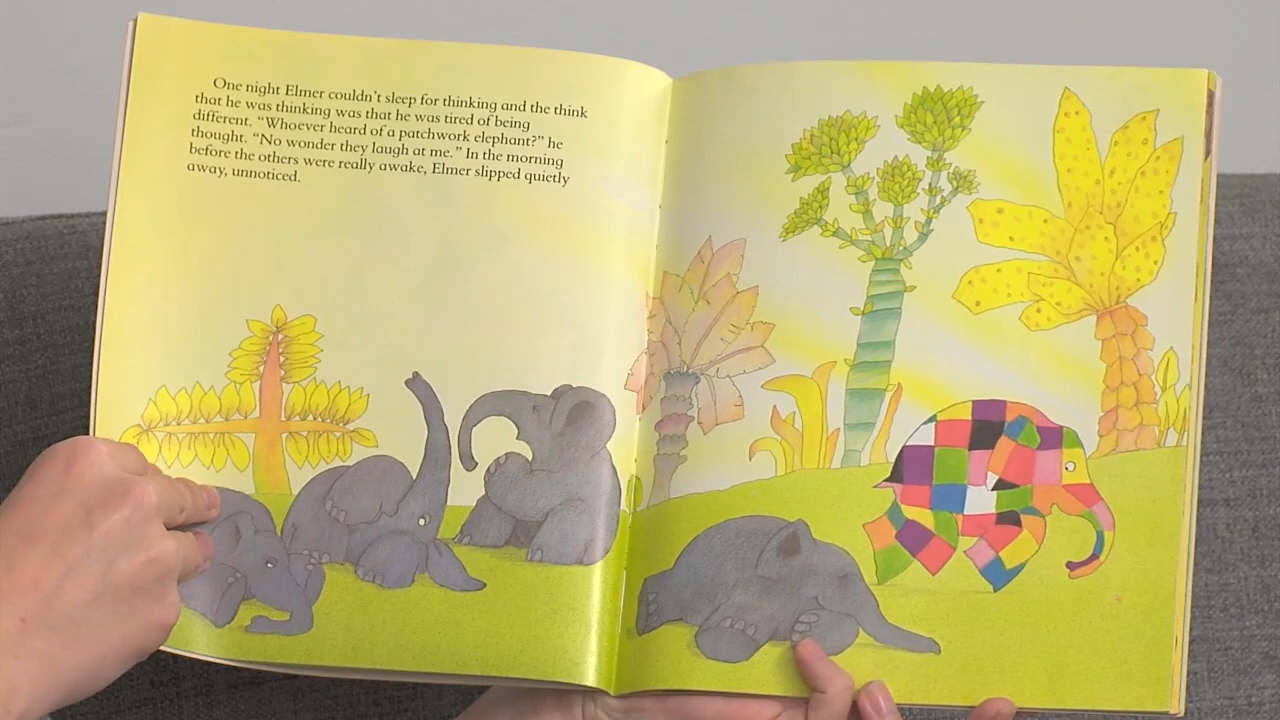 One night Elmer couldn't sleep for thinking and the think
that he was thinking was that he was tired of being
different. “Whoever heard of a patchwork elephant?” he
thought. “No wonder they laugh at me.” In the morning
before the others were really awake, Elmer slipped quietly
away, unnoticed.